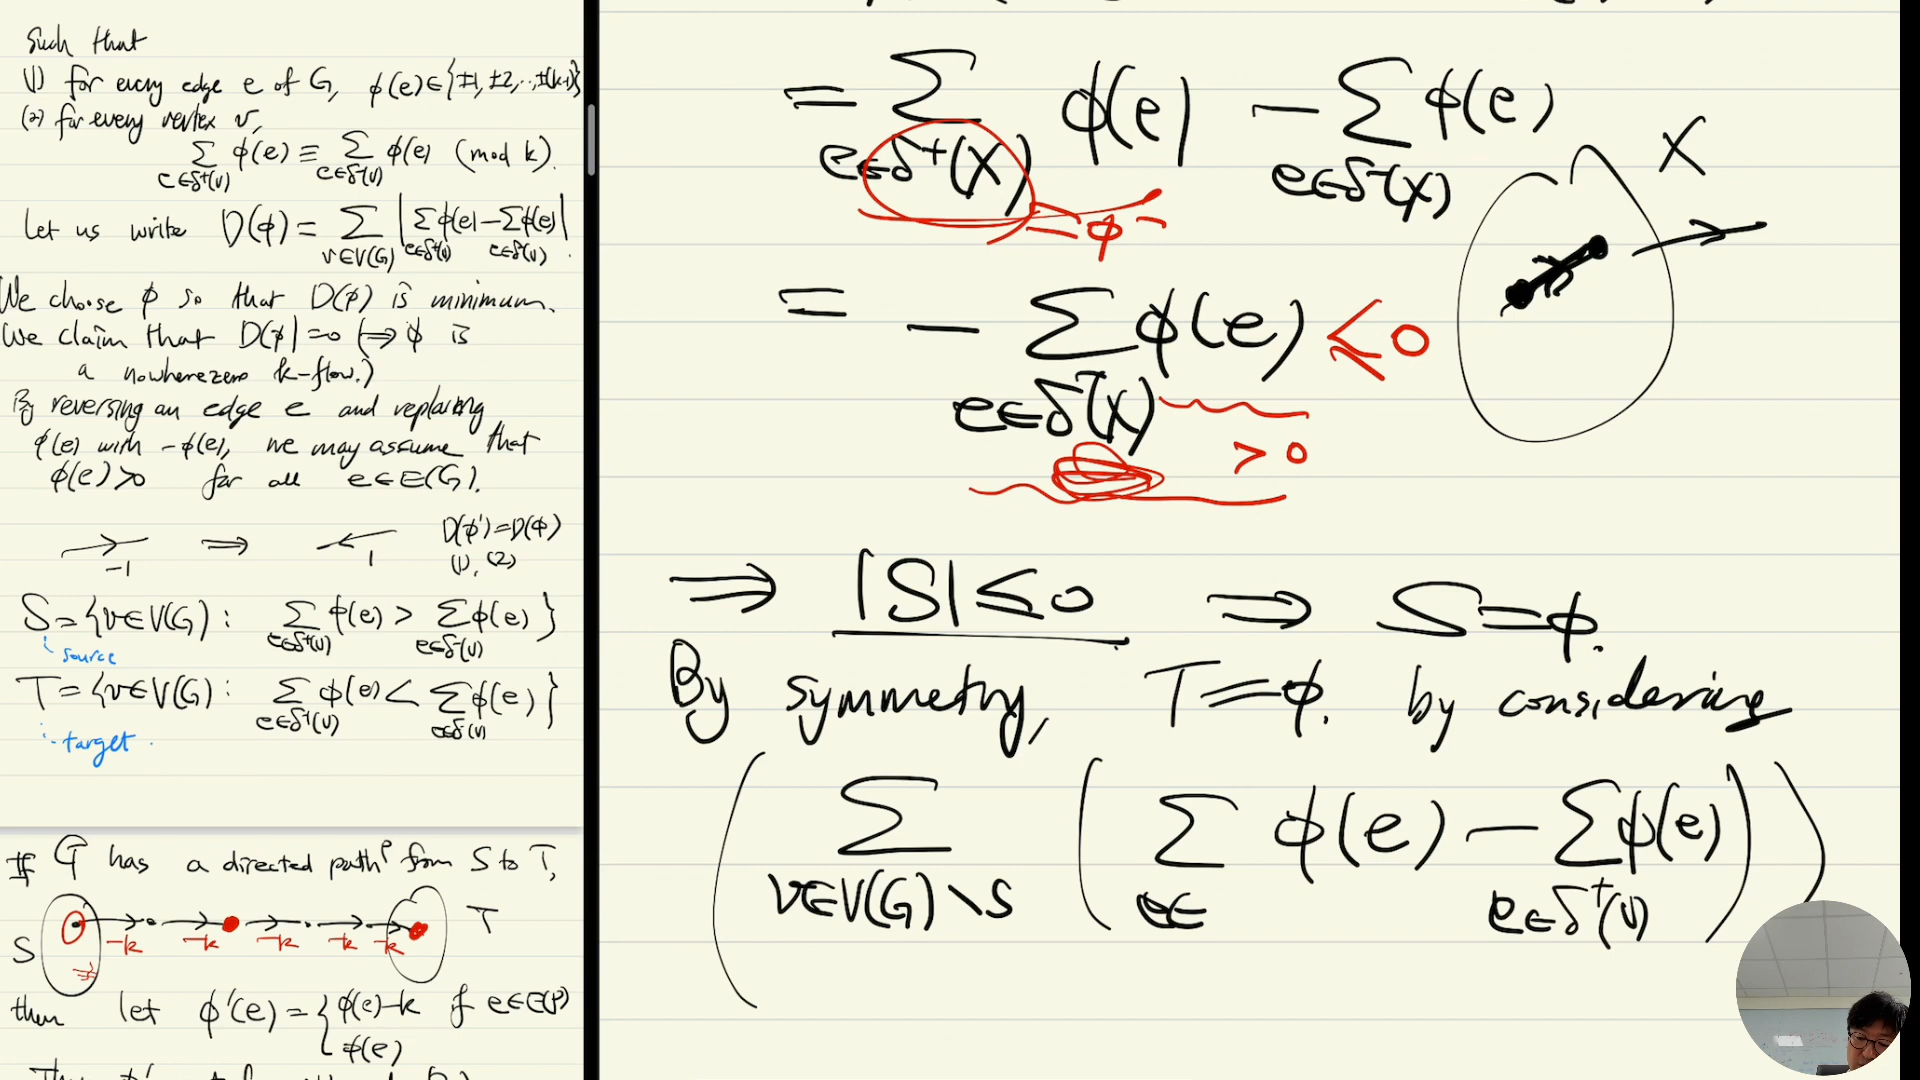 Such that
(1) for every edge e of G, φ(e)∈{±1, ±2, .., ±(k-1)}
(2) for every vertex v,
∑ φ(e) ≡ ∑ φ(e) (mod k).
e∈δ⁺(v) e∈δ⁻(v)
Let us write D(φ) = ∑ |∑φ(e) - ∑φ(e)|.
v∈V(G) e∈δ⁺(v) e∈δ⁻(v)
We choose φ so that D(φ) is minimum.
We claim that D(φ)=0 (⇒ φ is
a nowhere zero k-flow.)
By reversing an edge e and replacing
φ(e) with -φ(e), we may assume that
φ(e)>0 for all e∈E(G).
-1 ⇒ 1 D(φ')=D(φ)
(1), (2)
S = {v∈V(G) : ∑ φ(e) > ∑φ(e) }
e∈δ⁺(v) e∈δ⁻(v)
source
T = {v∈V(G) : ∑ φ(e) < ∑φ(e) }
e∈δ⁺(v) e∈δ⁻(v)
target.
If G has a directed path P from S to T,
S T
-k -k -k -k -k
then let φ'(e) = { φ(e)-k if e∈E(P)
φ(e)
= ∑ φ(e) - ∑ φ(e)
e∈δ⁺(X) e∈δ⁻(X)
X
= φ
= - ∑ φ(e) ≤ 0
e∈δ⁻(X)
> 0
⇒ |S| ≤ 0 ⇒ S = φ.
By symmetry, T = φ. by considering
( ∑ ( ∑ φ(e) - ∑ φ(e) ) )
v∈V(G)\S e∈ e∈δ⁺(v)